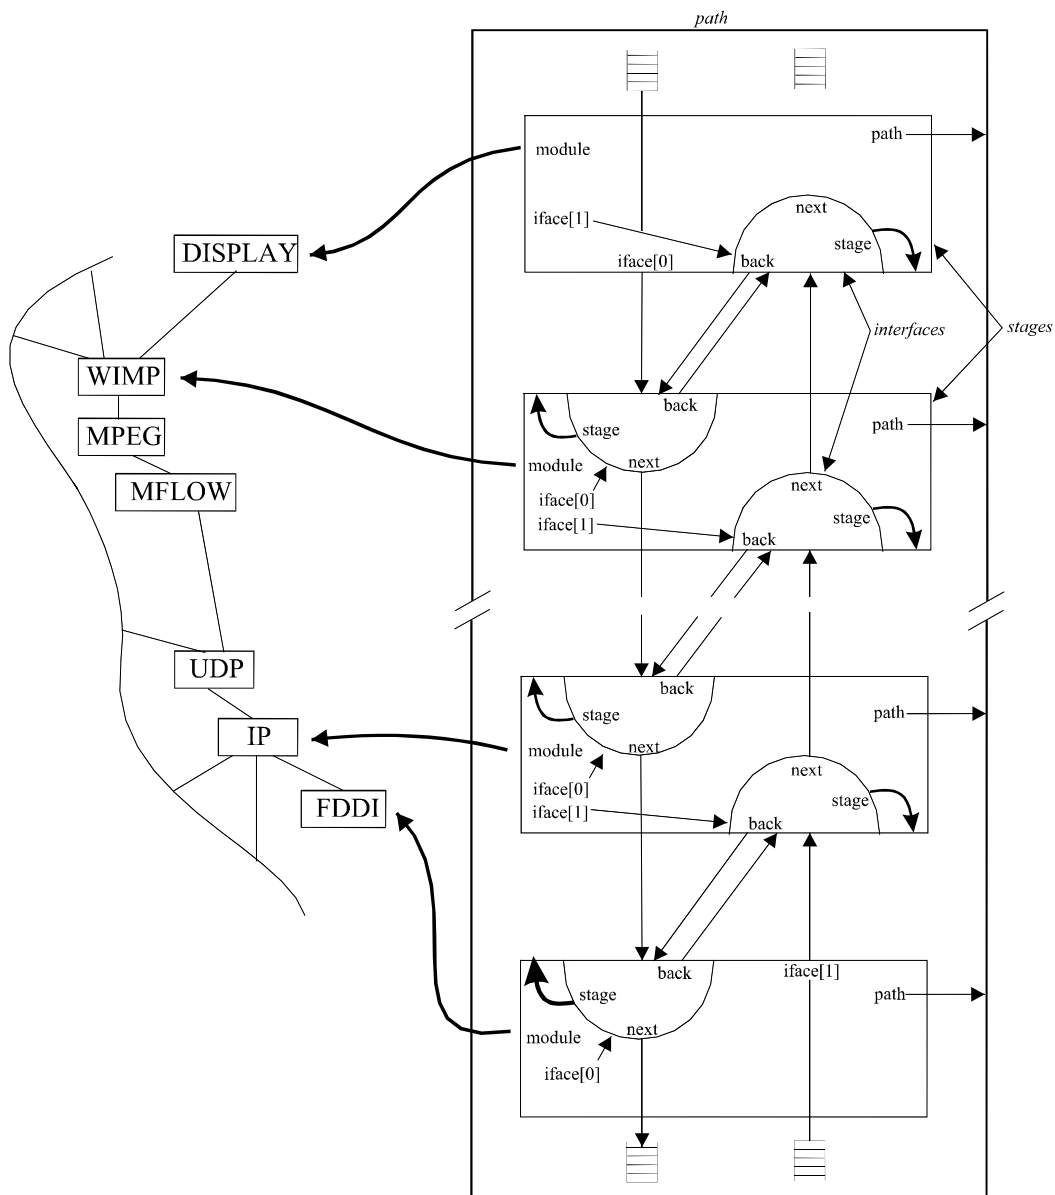 path
path
module
next
iface[1]
stage
DISPLAY
back
iface[0]
interfaces
stages
WIMP
back
path
stage
MPEG
next
module
next
MFLOW
iface[0]
stage
iface[1]
back
UDP
back
path
stage
IP
next
module
next
iface[0]
stage
FDDI
iface[1]
back
back
iface[1]
stage
path
next
module
iface[0]